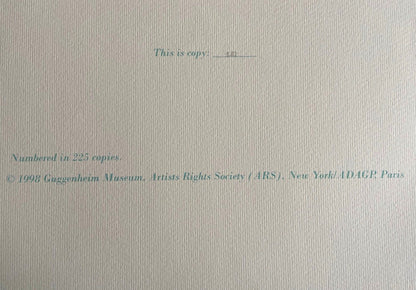 This is copy:
Numbered in 225 copies.
© 1998 Guggenheim Museum, Artists Rights Society (ARS), New York/ADAGP, Paris